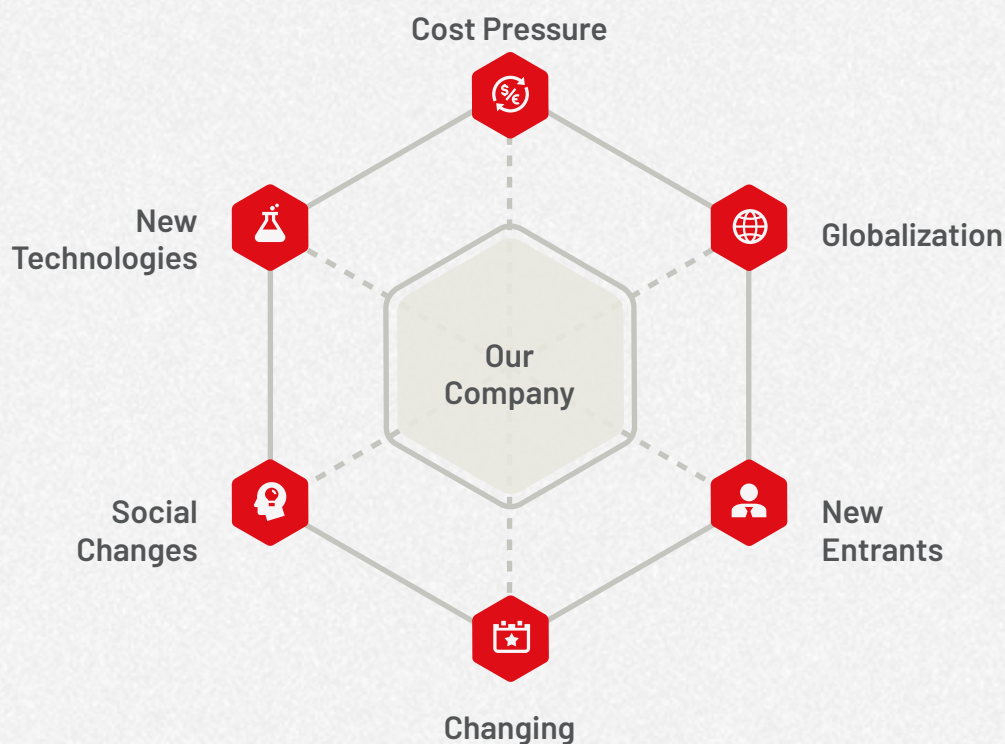 Cost Pressure
New
Technologies
Globalization
Our
Company
Social
Changes
New
Entrants
Changing
$/€